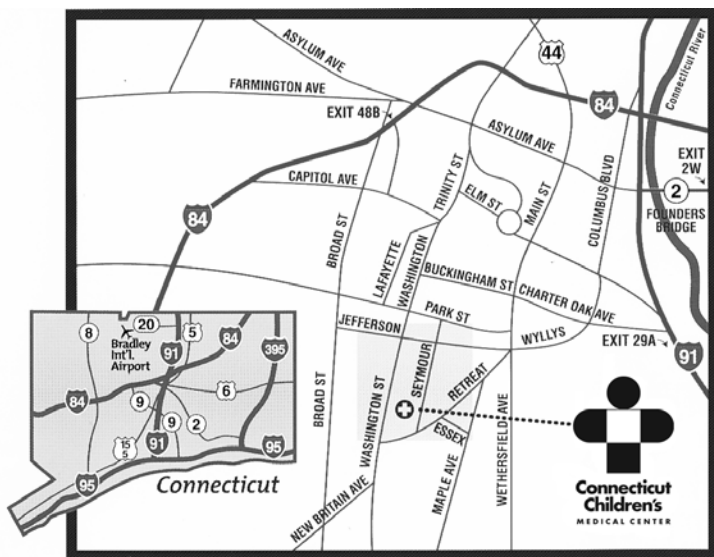 ASYLUM AVE
44
Connecticut River
FARMINGTON AVE
EXIT 48B
84
ASYLUM AVE
EXIT
2W
2
FOUNDERS
BRIDGE
CAPITOL AVE
TRINITY ST
ELM ST
MAIN ST
COLUMBUS BLVD
84
BROAD ST
LAFAYETTE
WASHINGTON
BUCKINGHAM ST
CHARTER OAK AVE
PARK ST
JEFFERSON
WYLLYS
EXIT 29A
91
8
20
5
Bradley
Int'l.
Airport
91
84
395
84
9
6
9
2
15
5
91
95
95
Connecticut
BROAD ST
WASHINGTON ST
SEYMOUR
RETREAT
ESSEX
MAPLE AVE
WETHERSFIELD AVE
NEW BRITAIN AVE
Connecticut
Children's
MEDICAL CENTER